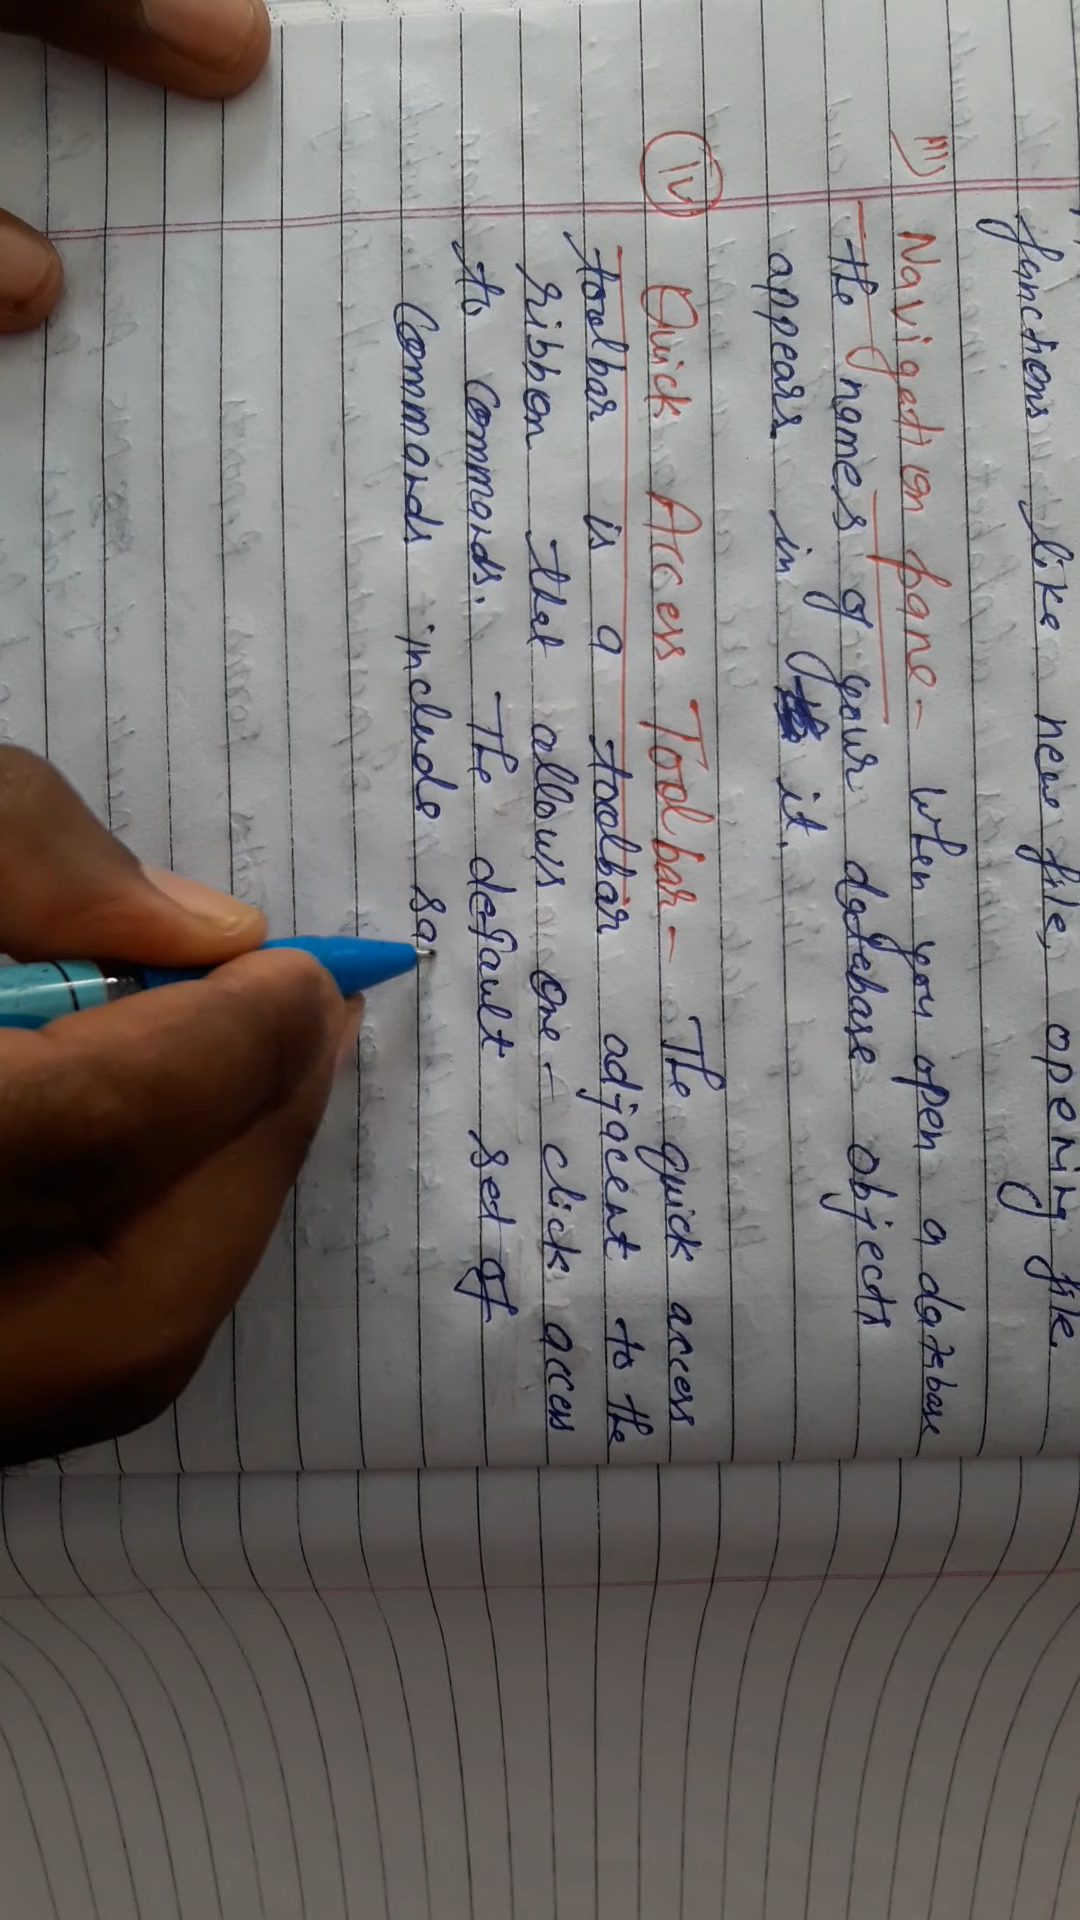 functions like new file, opening file.
III) Navigation pane - When you open a database
the names of your database objects
appears in it.
IV Quick Access Toolbar - The quick access
toolbar is a toolbar adjacent to the
ribbon that allows one-click access
to commands. The default set of
Commands include sa